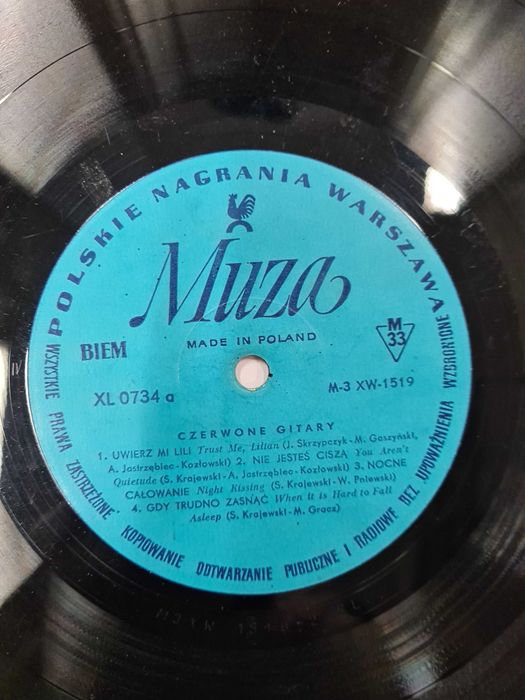 POLSKIE NAGRANIA WARSZAWA
Muza
MADE IN POLAND
BIEM
M
33
XL 0734 a
M-3 XW-1519
CZERWONE GITARY
1. UWIERZ MI LILI Trust Me, Lilian (J. Skrzypczyk - M. Gaszyński,
A. Jastrzębiec - Kozłowski) 2. NIE JESTEŚ CISZĄ You Aren't
Quietude (S. Krajewski - A. Jastrzębiec-Kozłowski) 3. NOCNE
CAŁOWANIE Night Kissing (S. Krajewski - W. Pniewski)
4. GDY TRUDNO ZASNĄĆ When it is Hard to Fall
Asleep (S. Krajewski - M. Gracz)
WSZYSTKIE PRAWA ZASTRZEŻONE KOPIOWANIE ODTWARZANIE PUBLICZNE I RADIOWE BEZ UPOWAŻNIENIA WZBRONIONE